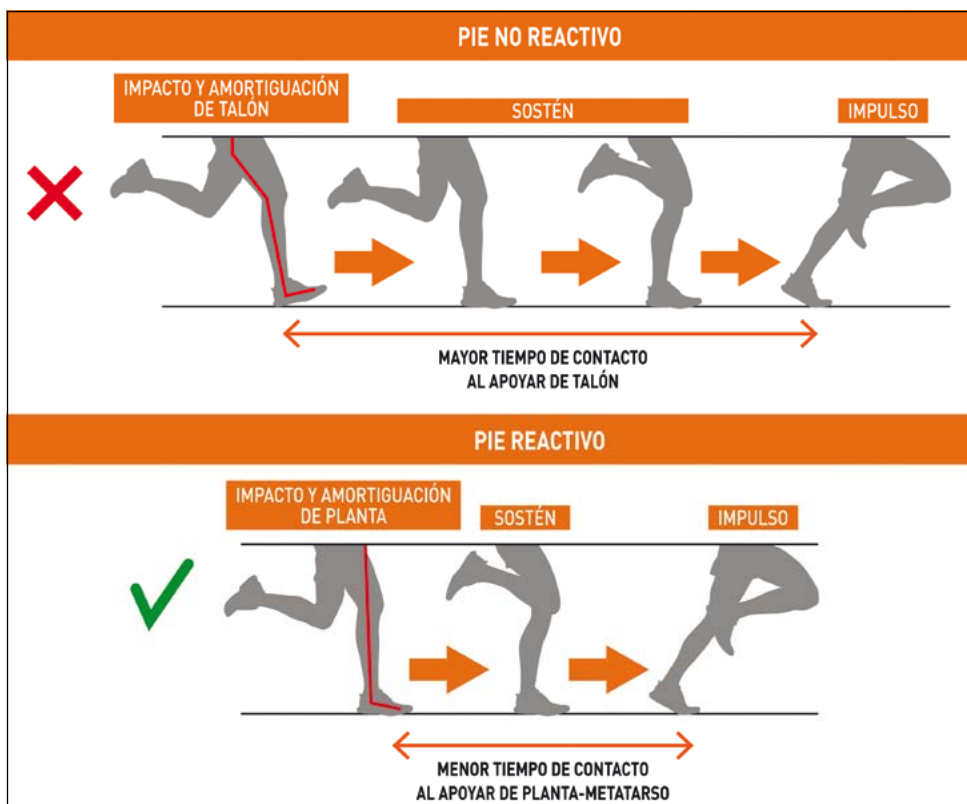 PIE NO REACTIVO
IMPACTO Y AMORTIGUACIÓN
DE TALÓN
SOSTÉN
IMPULSO
MAYOR TIEMPO DE CONTACTO
AL APOYAR DE TALÓN
PIE REACTIVO
IMPACTO Y AMORTIGUACIÓN
DE PLANTA
SOSTÉN
IMPULSO
MENOR TIEMPO DE CONTACTO
AL APOYAR DE PLANTA-METATARSO